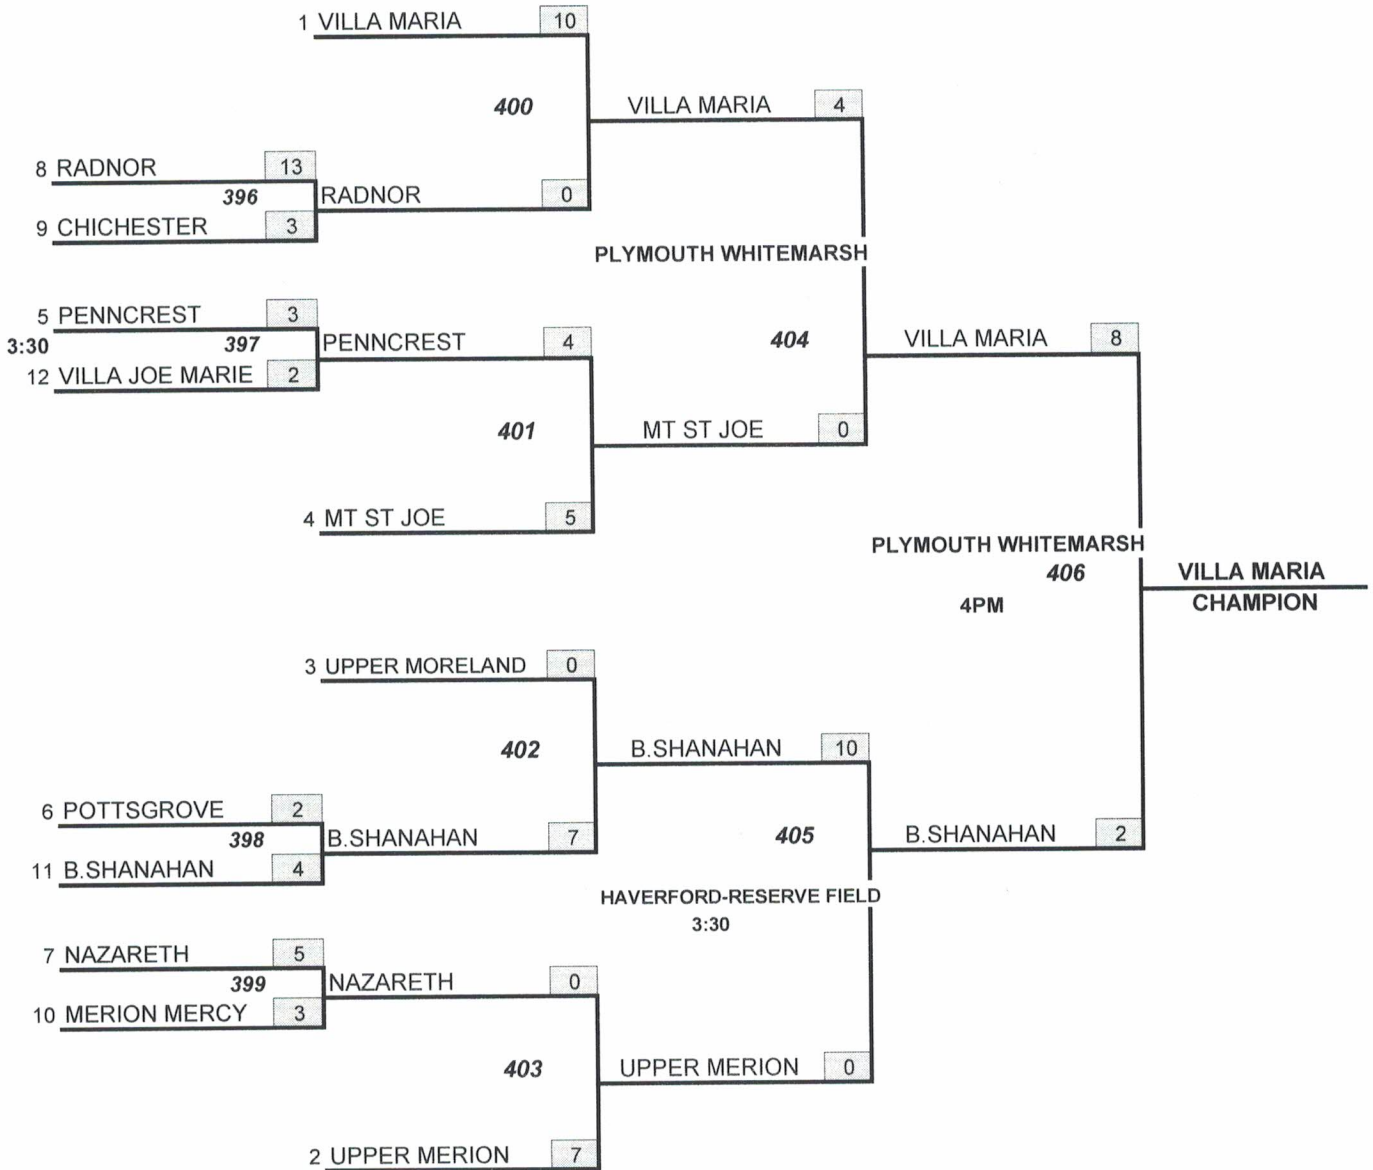 1 VILLA MARIA 10
400
VILLA MARIA 4
8 RADNOR 13
396
RADNOR 0
9 CHICHESTER 3
PLYMOUTH WHITEMARSH
5 PENNCREST 3
3:30
397
PENNCREST 4
404
VILLA MARIA 8
12 VILLA JOE MARIE 2
401
MT ST JOE 0
4 MT ST JOE 5
PLYMOUTH WHITEMARSH
406
VILLA MARIA
4PM
CHAMPION
3 UPPER MORELAND 0
402
B.SHANAHAN 10
6 POTTSGROVE 2
398
B.SHANAHAN 7
405
B.SHANAHAN 2
11 B.SHANAHAN 4
HAVERFORD-RESERVE FIELD
3:30
7 NAZARETH 5
399
NAZARETH 0
10 MERION MERCY 3
403
UPPER MERION 0
2 UPPER MERION 7